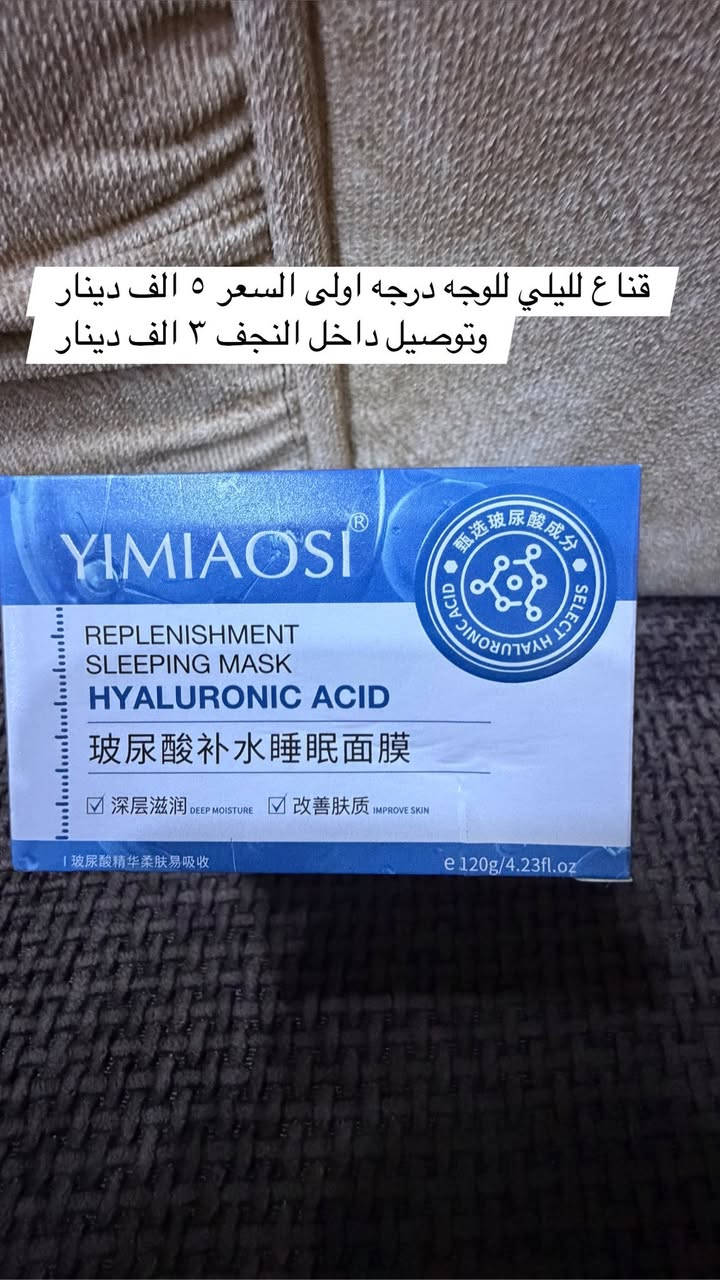 قناع لليلي للوجه درجه اولى السعر ٥ الف دينار
وتوصيل داخل النجف ٣ الف دينار
YIMIAOSI®
甄选玻尿酸成分
SELECT HYALURONIC ACID
REPLENISHMENT
SLEEPING MASK
HYALURONIC ACID
玻尿酸补水睡眠面膜
☑ 深层滋润 DEEP MOISTURE ☑ 改善肤质 IMPROVE SKIN
玻尿酸精华柔肤易吸收
e 120g/4.23fl.oz